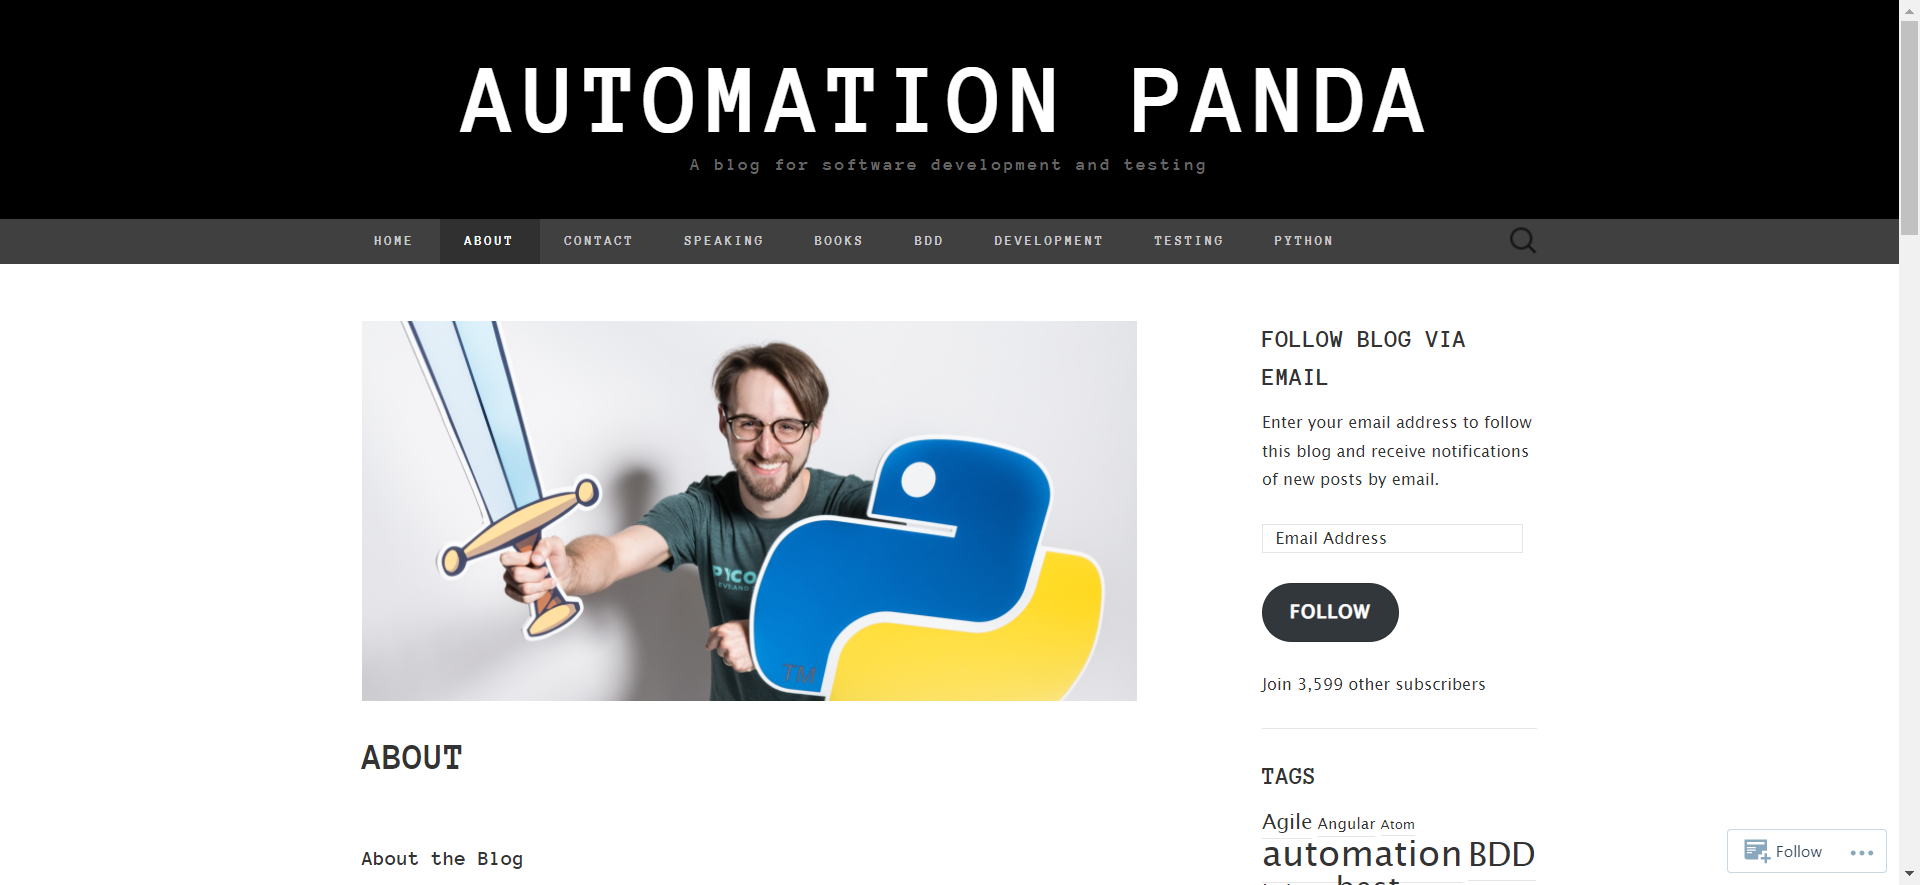 AUTOMATION PANDA
A blog for software development and testing
HOME ABOUT CONTACT SPEAKING BOOKS BDD DEVELOPMENT TESTING PYTHON
FOLLOW BLOG VIA
EMAIL
Enter your email address to follow
this blog and receive notifications
of new posts by email.
Email Address
FOLLOW
Join 3,599 other subscribers
TM
ABOUT
About the Blog
TAGS
Agile Angular Atom
automation BDD
best
Follow